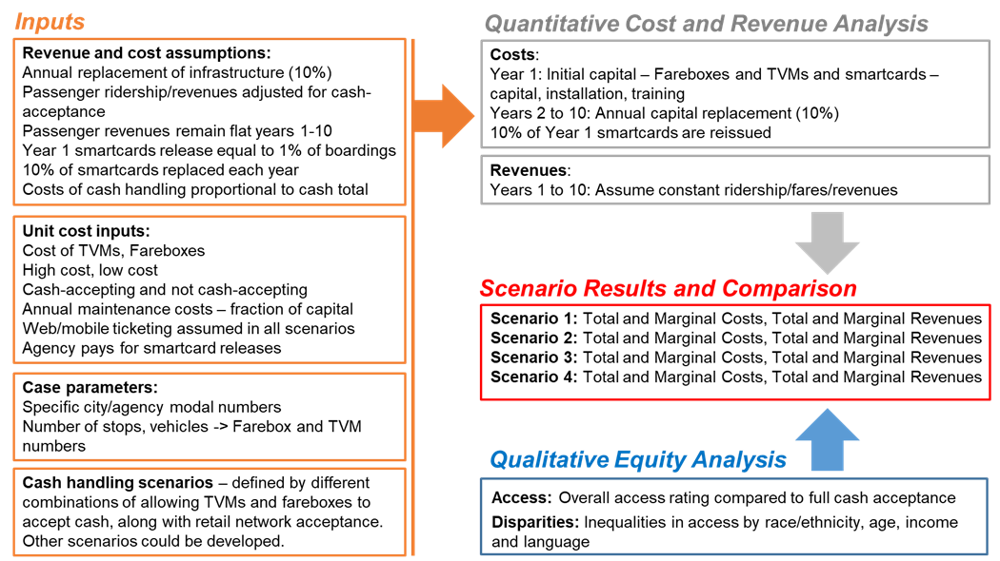 Inputs
Revenue and cost assumptions:
Annual replacement of infrastructure (10%)
Passenger ridership/revenues adjusted for cash-
acceptance
Passenger revenues remain flat years 1-10
Year 1 smartcards release equal to 1% of boardings
10% of smartcards replaced each year
Costs of cash handling proportional to cash total
Unit cost inputs:
Cost of TVMs, Fareboxes
High cost, low cost
Cash-accepting and not cash-accepting
Annual maintenance costs – fraction of capital
Web/mobile ticketing assumed in all scenarios
Agency pays for smartcard releases
Case parameters:
Specific city/agency modal numbers
Number of stops, vehicles -> Farebox and TVM
numbers
Cash handling scenarios – defined by different
combinations of allowing TVMs and fareboxes to
accept cash, along with retail network acceptance.
Other scenarios could be developed.
Quantitative Cost and Revenue Analysis
Costs:
Year 1: Initial capital – Fareboxes and TVMs and smartcards –
capital, installation, training
Years 2 to 10: Annual capital replacement (10%)
10% of Year 1 smartcards are reissued
Revenues:
Years 1 to 10: Assume constant ridership/fares/revenues
Scenario Results and Comparison
Scenario 1: Total and Marginal Costs, Total and Marginal Revenues
Scenario 2: Total and Marginal Costs, Total and Marginal Revenues
Scenario 3: Total and Marginal Costs, Total and Marginal Revenues
Scenario 4: Total and Marginal Costs, Total and Marginal Revenues
Qualitative Equity Analysis
Access: Overall access rating compared to full cash acceptance
Disparities: Inequalities in access by race/ethnicity, age, income
and language